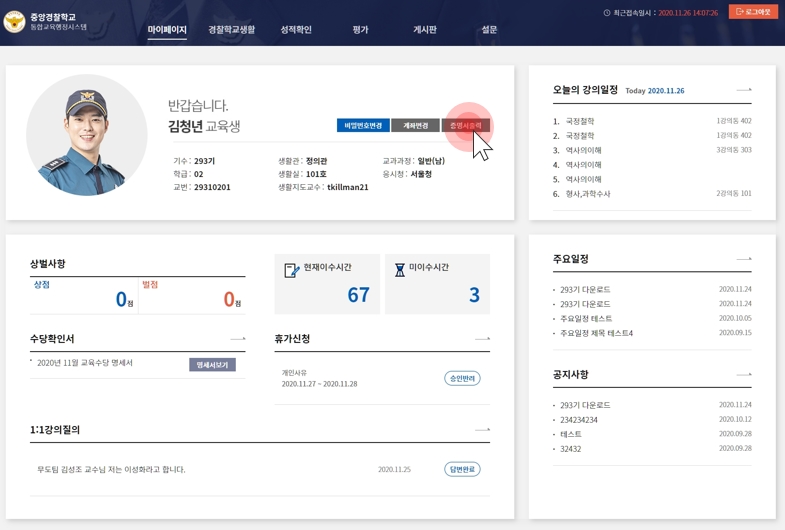 중앙경찰학교
통합교육행정시스템
최근접속일시 : 2020.11.26 14:07:26
로그아웃
마이페이지 경찰학교생활 성적확인 평가 게시판 설문
반갑습니다.
김청년 교육생
비밀번호변경 계좌변경 증명서출력
기수 : 293기 생활관 : 정의관 교과과정 : 일반(남)
학급 : 02 생활실 : 101호 응시청 : 서울청
교번 : 29310201 생활지도교수 : tkillman21
오늘의 강의일정 Today 2020.11.26
1. 국정철학 1강의동 402
2. 국정철학 1강의동 402
3. 역사의이해 3강의동 303
4. 역사의이해
5. 역사의이해
6. 형사,과학수사 2강의동 101
상벌사항
상점 벌점
0점 0점
현재이수시간 미이수시간
67 3
수당확인서
2020년 11월 교육수당 명세서 명세서보기
휴가신청
개인사유
2020.11.27 ~ 2020.11.28 승인반려
1:1강의질의
무도팀 김성조 교수님 저는 이성화라고 합니다. 2020.11.25 답변완료
주요일정
293기 다운로드 2020.11.24
293기 다운로드 2020.11.24
주요일정 테스트 2020.10.05
주요일정 제목 테스트4 2020.09.15
공지사항
293기 다운로드 2020.11.24
234234234 2020.10.12
테스트 2020.09.28
32432 2020.09.28